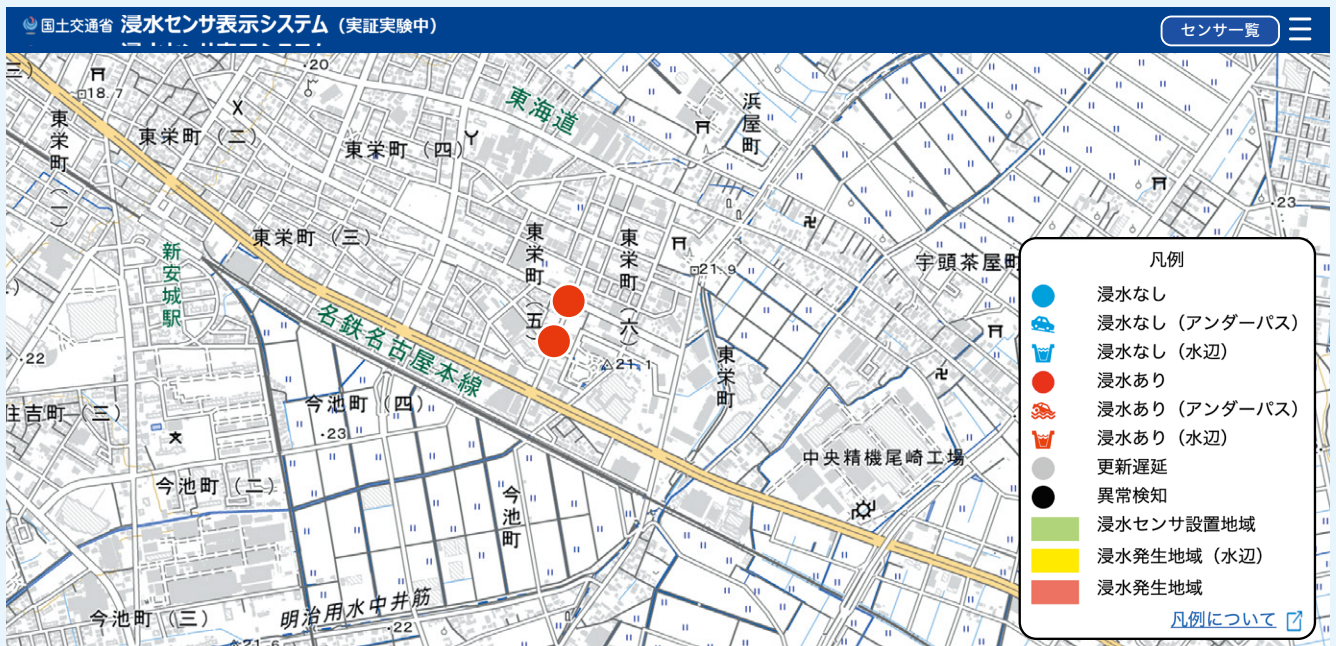 国土交通省 浸水センサ表示システム（実証実験中）
センサ一覧
20
18.7
東栄町（一）
東栄町（二）
東栄町（四）
東海道
浜屋町
23
東栄町（三）
新安城駅
東栄町（五）
東栄町（六）
21.9
宇頭茶屋町
名鉄名古屋本線
22
21.1
東栄町
住吉町（三）
今池町（四）
23
文
中央精機尾崎工場
今池町（二）
今池町
今池町（三）
明治用水中井筋
22
21.6
凡例
浸水なし
浸水なし（アンダーパス）
浸水なし（水辺）
浸水あり
浸水あり（アンダーパス）
浸水あり（水辺）
更新遅延
異常検知
浸水センサ設置地域
浸水発生地域（水辺）
浸水発生地域
凡例について